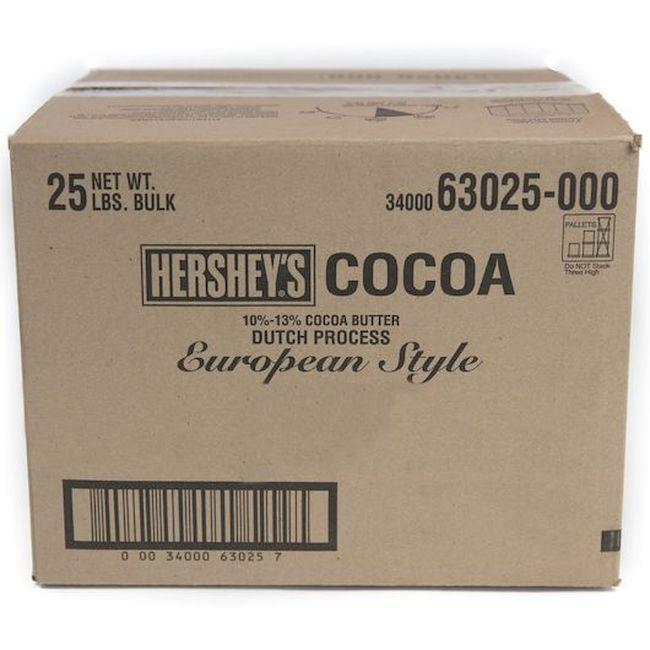 25 NET WT.
LBS. BULK
34000 63025-000
PALLETS
Do NOT Stack
Three High
HERSHEY'S COCOA
10%-13% COCOA BUTTER
DUTCH PROCESS
European Style
0 00 34000 63025 7